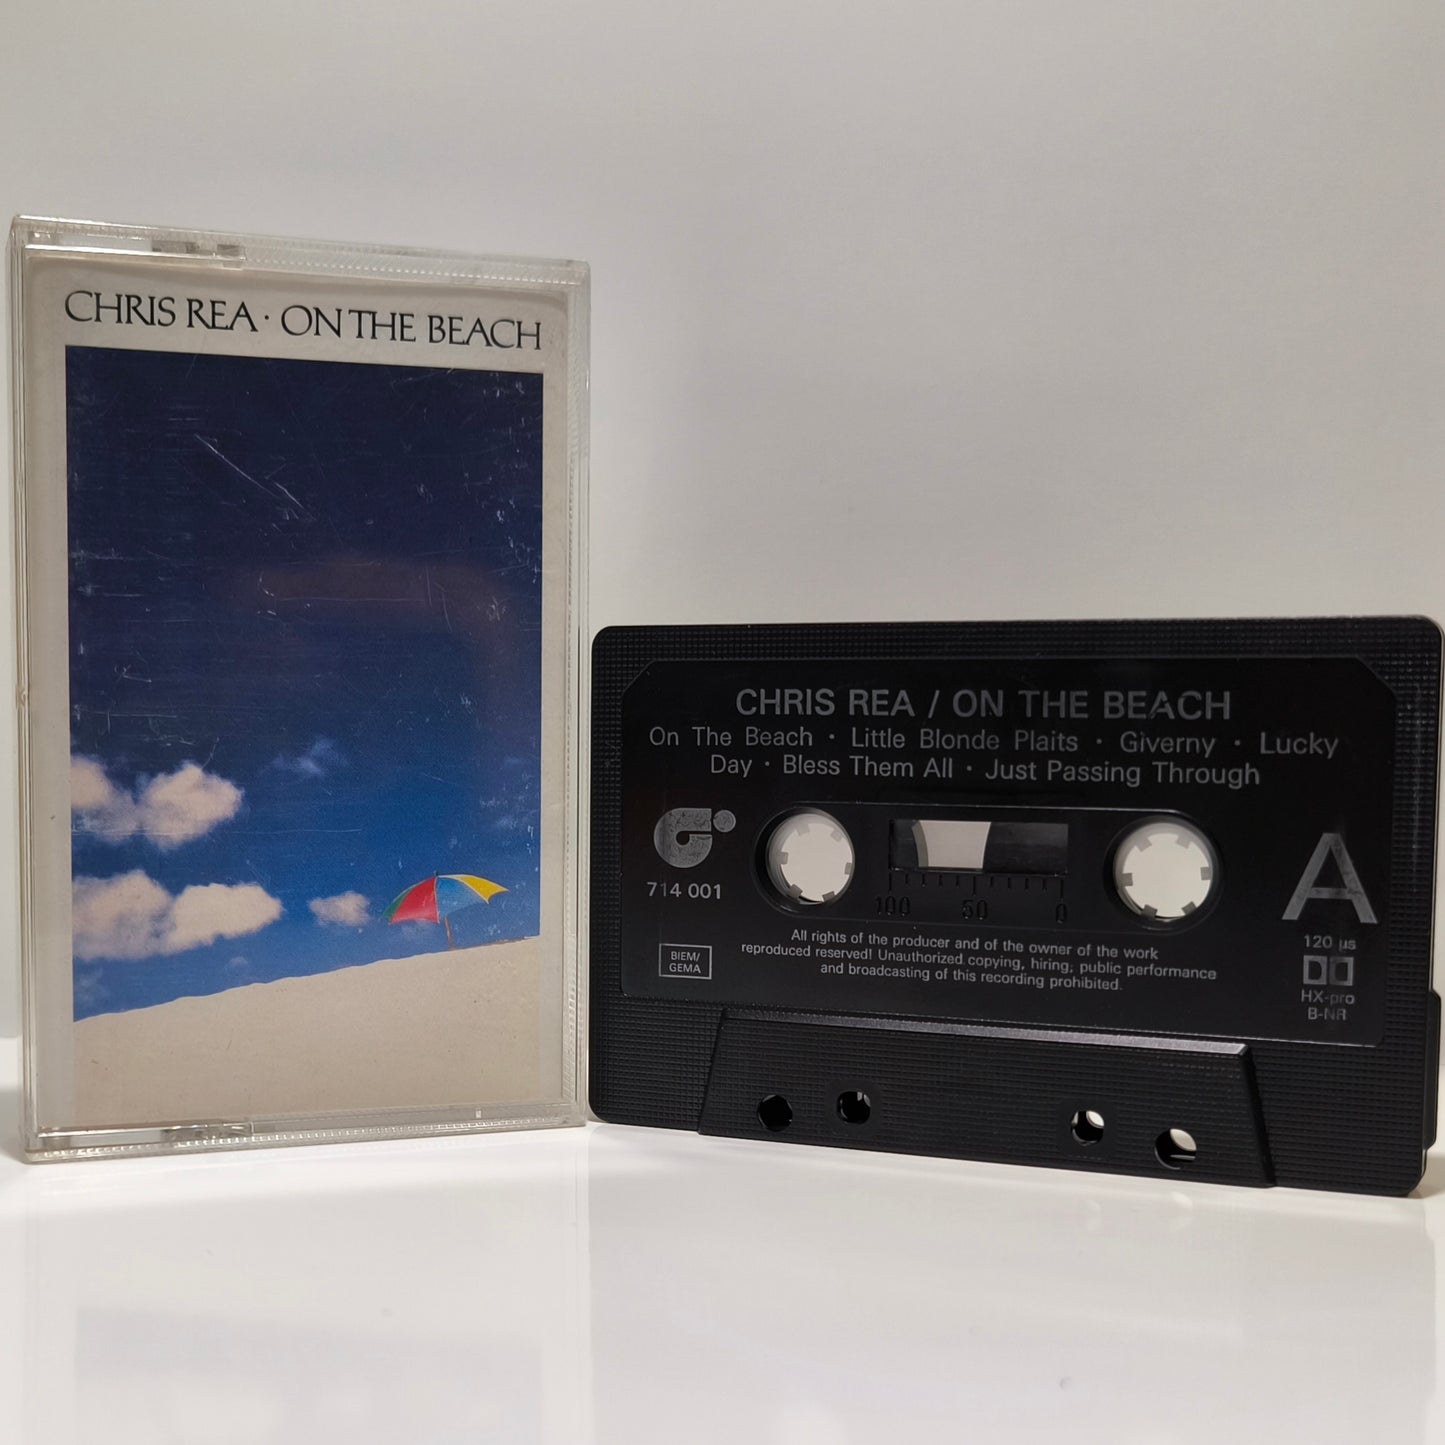 CHRIS REA · ON THE BEACH
CHRIS REA / ON THE BEACH
On The Beach · Little Blonde Plaits · Giverny · Lucky
Day · Bless Them All · Just Passing Through
714 001
100 50 0
A
120 µs
HX-pro
B-NR
BIEM/
GEMA
All rights of the producer and of the owner of the work
reproduced reserved! Unauthorized copying, hiring, public performance
and broadcasting of this recording prohibited.